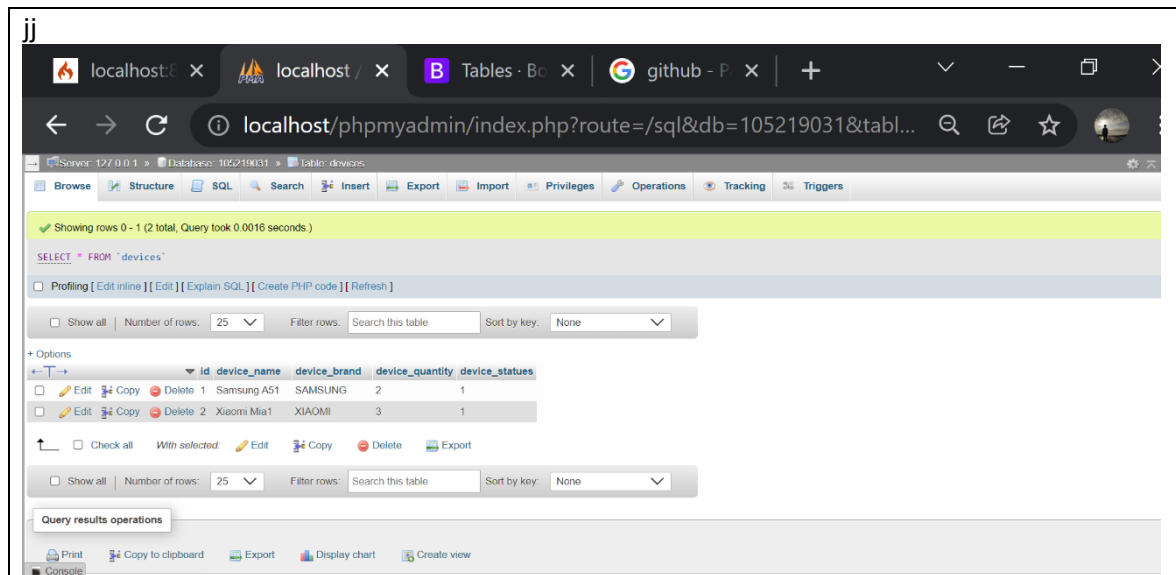 jj
localhost:8 localhost / Tables · Bo github - P
localhost/phpmyadmin/index.php?route=/sql&db=105219031&tabl...
Server: 127.0.0.1 » Database: 105219031 » Table: devices
Browse Structure SQL Search Insert Export Import Privileges Operations Tracking Triggers
Showing rows 0 - 1 (2 total, Query took 0.0016 seconds.)
SELECT * FROM `devices`
Profiling [ Edit inline ] [ Edit ] [ Explain SQL ] [ Create PHP code ] [ Refresh ]
Show all | Number of rows: 25 Filter rows: Search this table Sort by key: None
+ Options
←T→ id device_name device_brand device_quantity device_statues
Edit Copy Delete 1 Samsung A51 SAMSUNG 2 1
Edit Copy Delete 2 Xiaomi Mia1 XIAOMI 3 1
Check all With selected: Edit Copy Delete Export
Show all | Number of rows: 25 Filter rows: Search this table Sort by key: None
Query results operations
Print Copy to clipboard Export Display chart Create view
Console